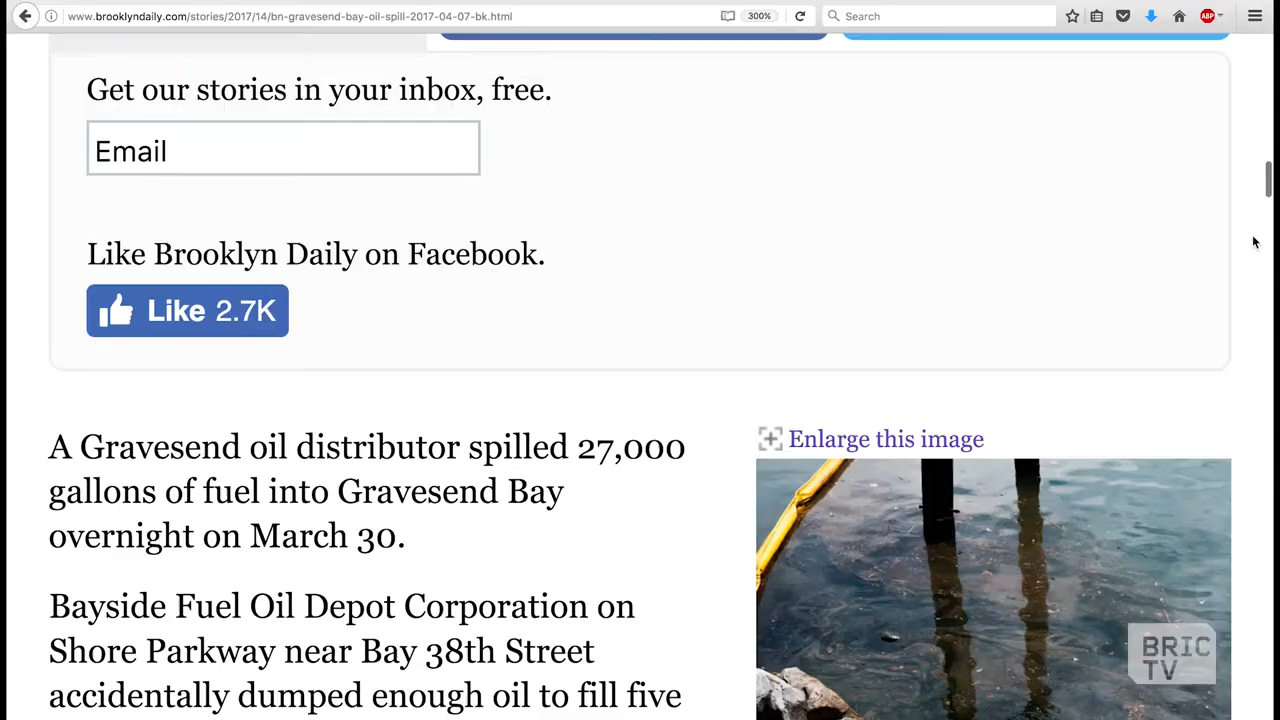 www.brooklyndaily.com/stories/2017/14/bn-gravesend-bay-oil-spill-2017-04-07-bk.html
300%
Search
ABP
Get our stories in your inbox, free.
Email
Like Brooklyn Daily on Facebook.
Like 2.7K
A Gravesend oil distributor spilled 27,000
gallons of fuel into Gravesend Bay
overnight on March 30.
Bayside Fuel Oil Depot Corporation on
Shore Parkway near Bay 38th Street
accidentally dumped enough oil to fill five
Enlarge this image
BRIC
TV